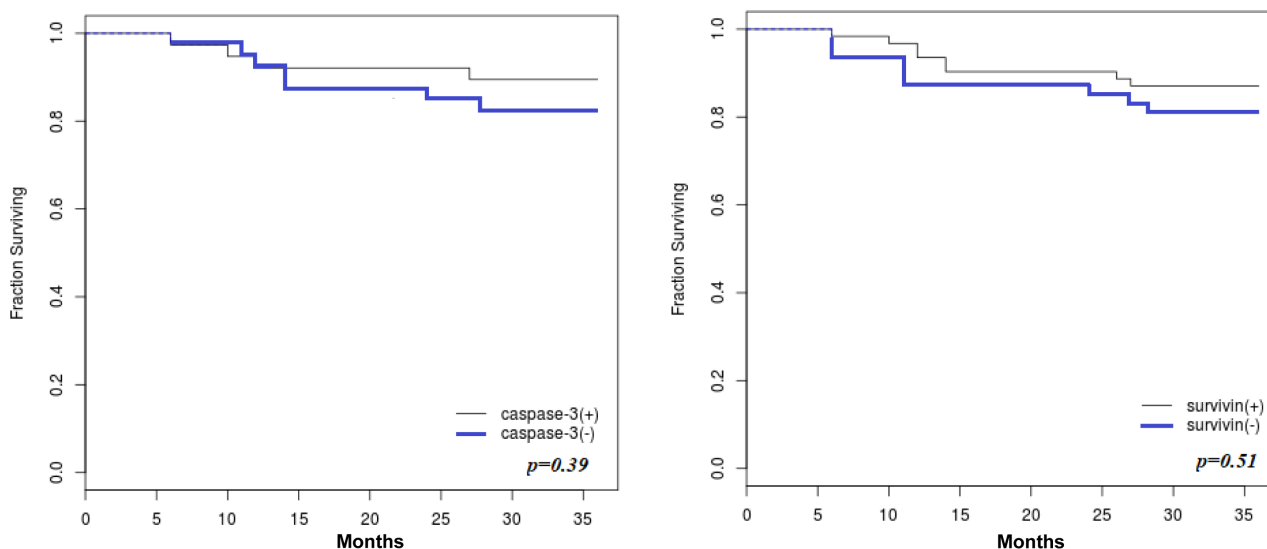 Fraction Surviving
1.0
0.8
0.6
0.4
0.2
0.0
caspase-3(+)
caspase-3(-)
p=0.39
0 5 10 15 20 25 30 35
Months
Fraction Surviving
1.0
0.8
0.6
0.4
0.2
0.0
survivin(+)
survivin(-)
p=0.51
0 5 10 15 20 25 30 35
Months